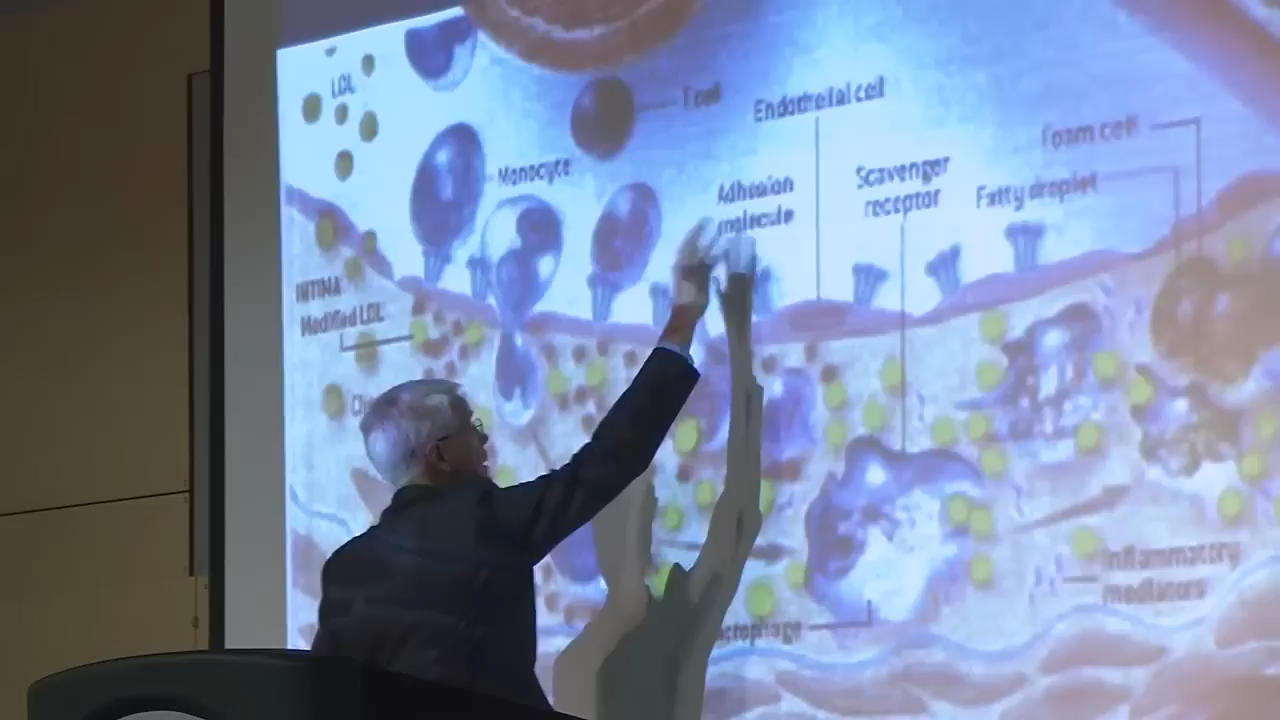 LDL
T cell
Endothelial cell
Monocyte
Adhesion
molecule
Scavenger
receptor
Foam cell
Fatty droplet
INTIMA
Modified LDL
Inflammatory
mediators